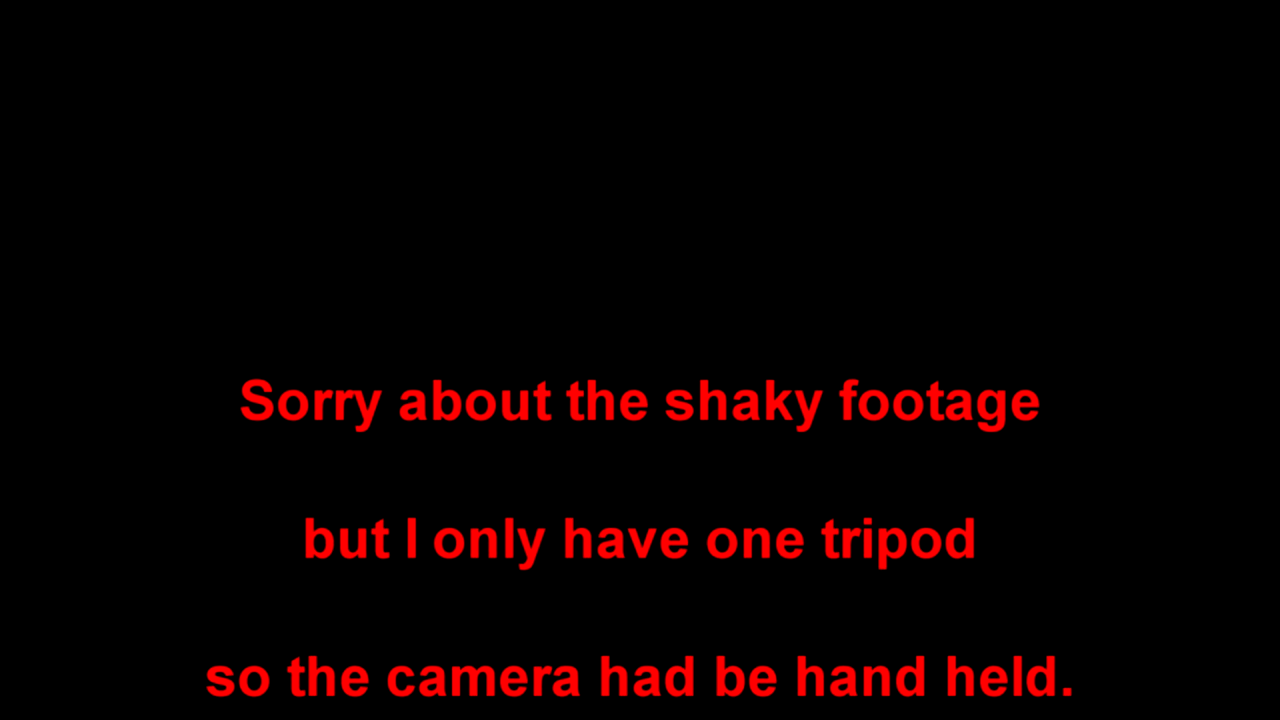 Sorry about the shaky footage
but I only have one tripod
so the camera had be hand held.